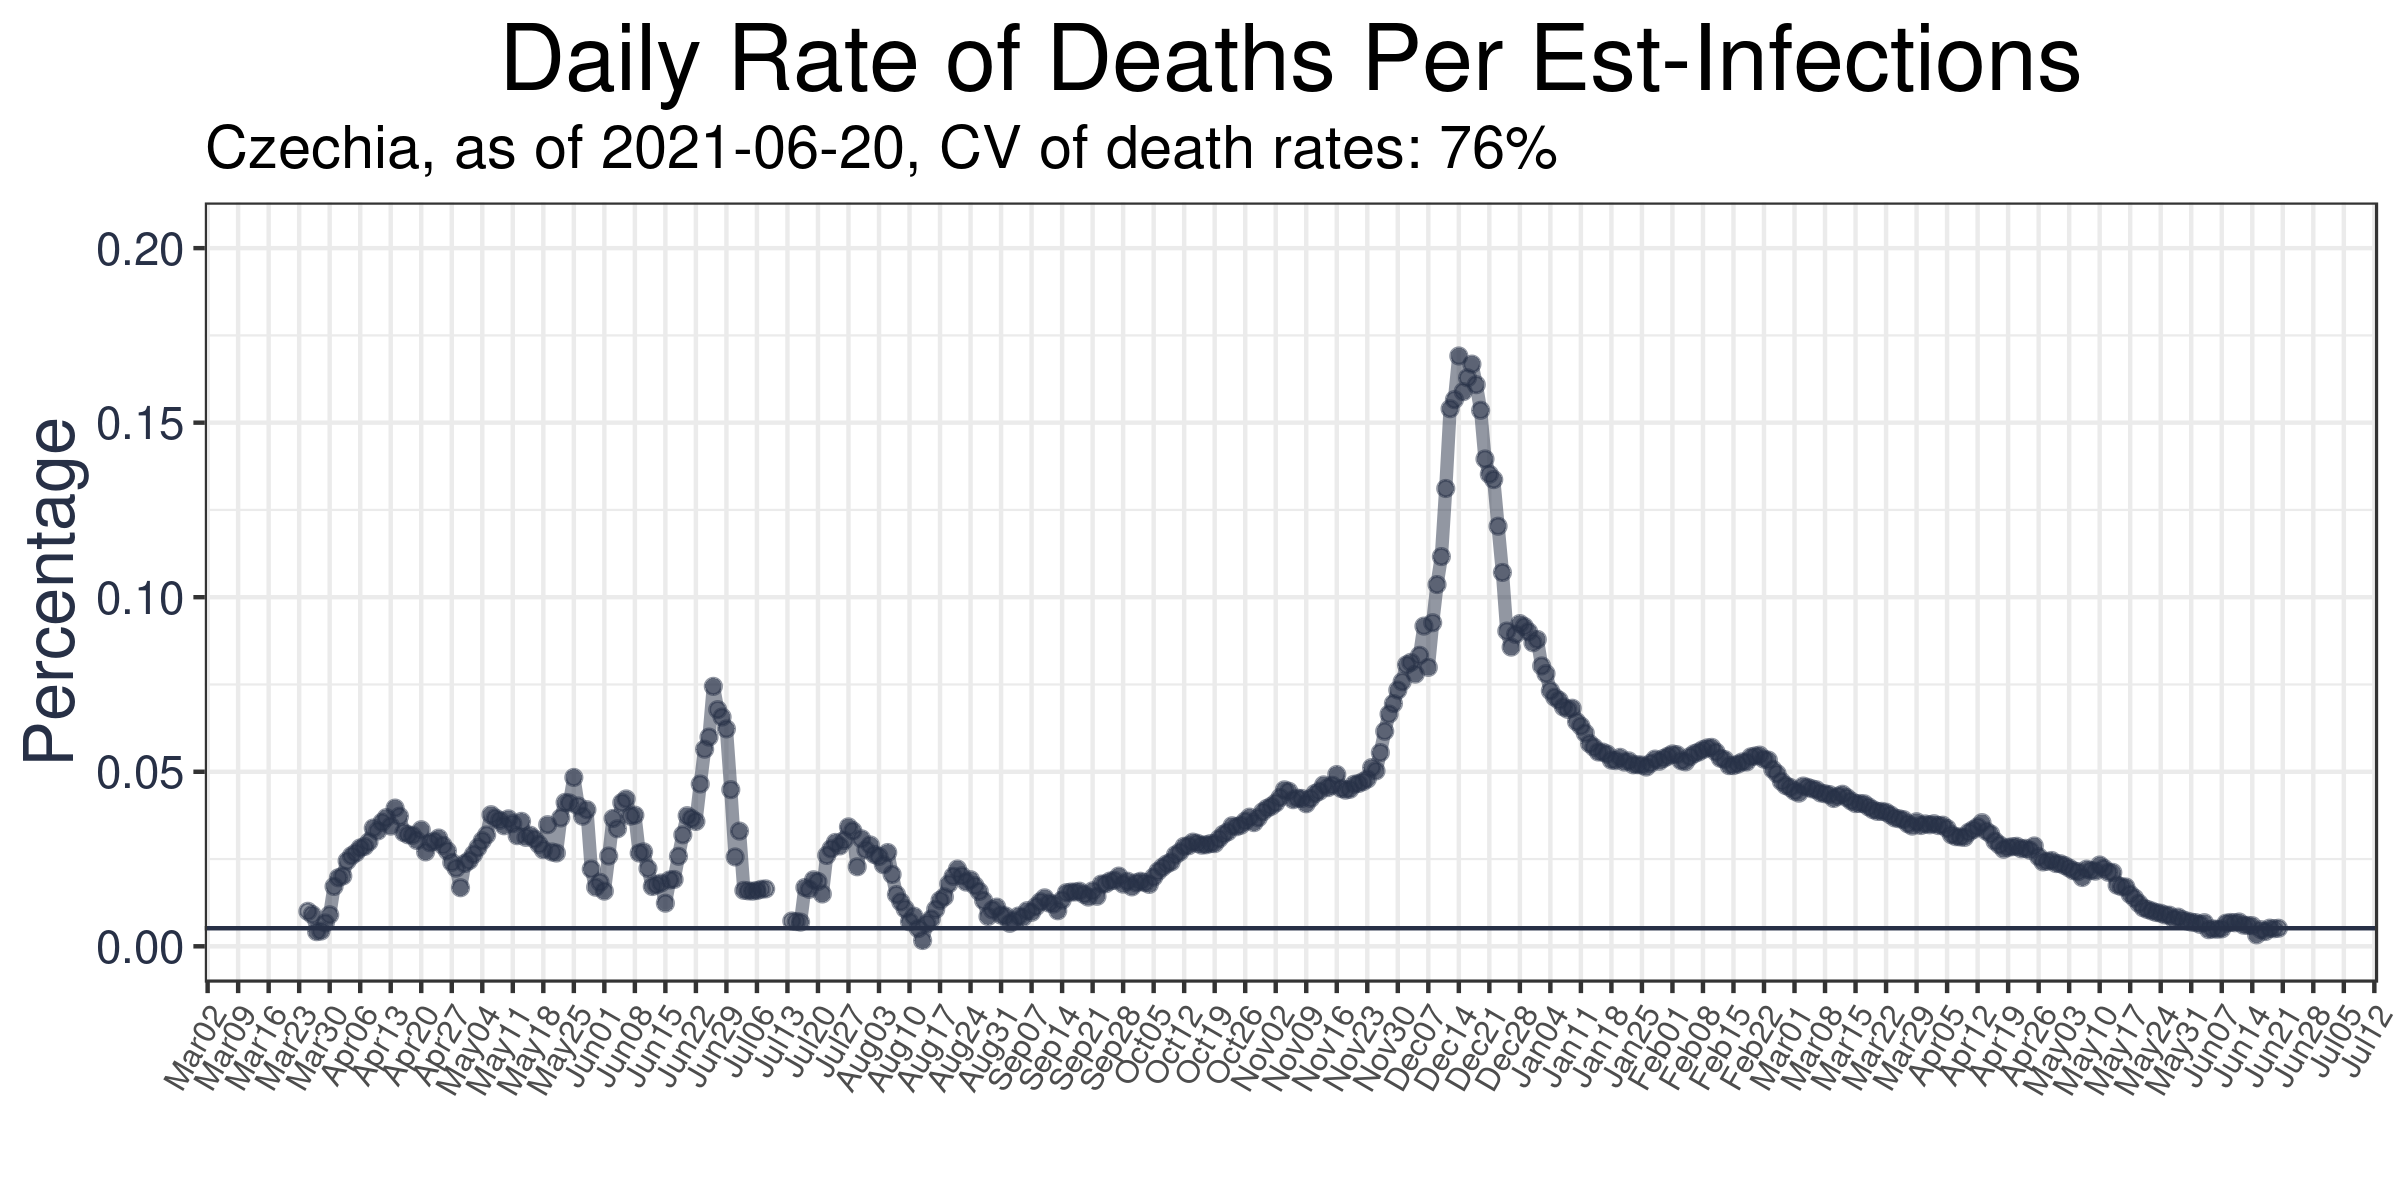 Daily Rate of Deaths Per Est-Infections
Czechia, as of 2021-06-20, CV of death rates: 76%
Percentage
0.20
0.15
0.10
0.05
0.00
Mar02
Mar09
Mar16
Mar23
Mar30
Apr06
Apr13
Apr20
Apr27
May04
May11
May18
May25
Jun01
Jun08
Jun15
Jun22
Jun29
Jul06
Jul13
Jul20
Jul27
Aug03
Aug10
Aug17
Aug24
Aug31
Sep07
Sep14
Sep21
Sep28
Oct05
Oct12
Oct19
Oct26
Nov02
Nov09
Nov16
Nov23
Nov30
Dec07
Dec14
Dec21
Dec28
Jan04
Jan11
Jan18
Jan25
Feb01
Feb08
Feb15
Feb22
Mar01
Mar08
Mar15
Mar22
Mar29
Apr05
Apr12
Apr19
Apr26
May03
May10
May17
May24
May31
Jun07
Jun14
Jun21
Jun28
Jul05
Jul12